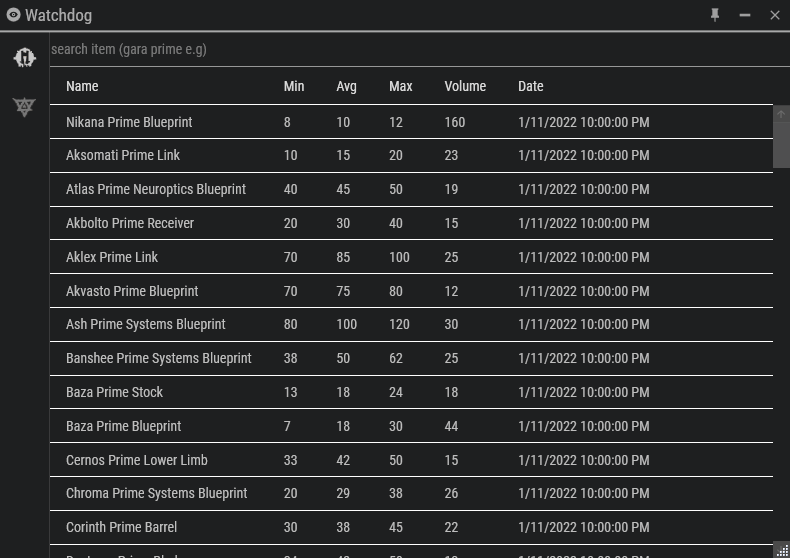 Watchdog
search item (gara prime e.g)
Name Min Avg Max Volume Date
Nikana Prime Blueprint 8 10 12 160 1/11/2022 10:00:00 PM
Aksomati Prime Link 10 15 20 23 1/11/2022 10:00:00 PM
Atlas Prime Neuroptics Blueprint 40 45 50 19 1/11/2022 10:00:00 PM
Akbolto Prime Receiver 20 30 40 15 1/11/2022 10:00:00 PM
Aklex Prime Link 70 85 100 25 1/11/2022 10:00:00 PM
Akvasto Prime Blueprint 70 75 80 12 1/11/2022 10:00:00 PM
Ash Prime Systems Blueprint 80 100 120 30 1/11/2022 10:00:00 PM
Banshee Prime Systems Blueprint 38 50 62 25 1/11/2022 10:00:00 PM
Baza Prime Stock 13 18 24 18 1/11/2022 10:00:00 PM
Baza Prime Blueprint 7 18 30 44 1/11/2022 10:00:00 PM
Cernos Prime Lower Limb 33 42 50 15 1/11/2022 10:00:00 PM
Chroma Prime Systems Blueprint 20 29 38 26 1/11/2022 10:00:00 PM
Corinth Prime Barrel 30 38 45 22 1/11/2022 10:00:00 PM